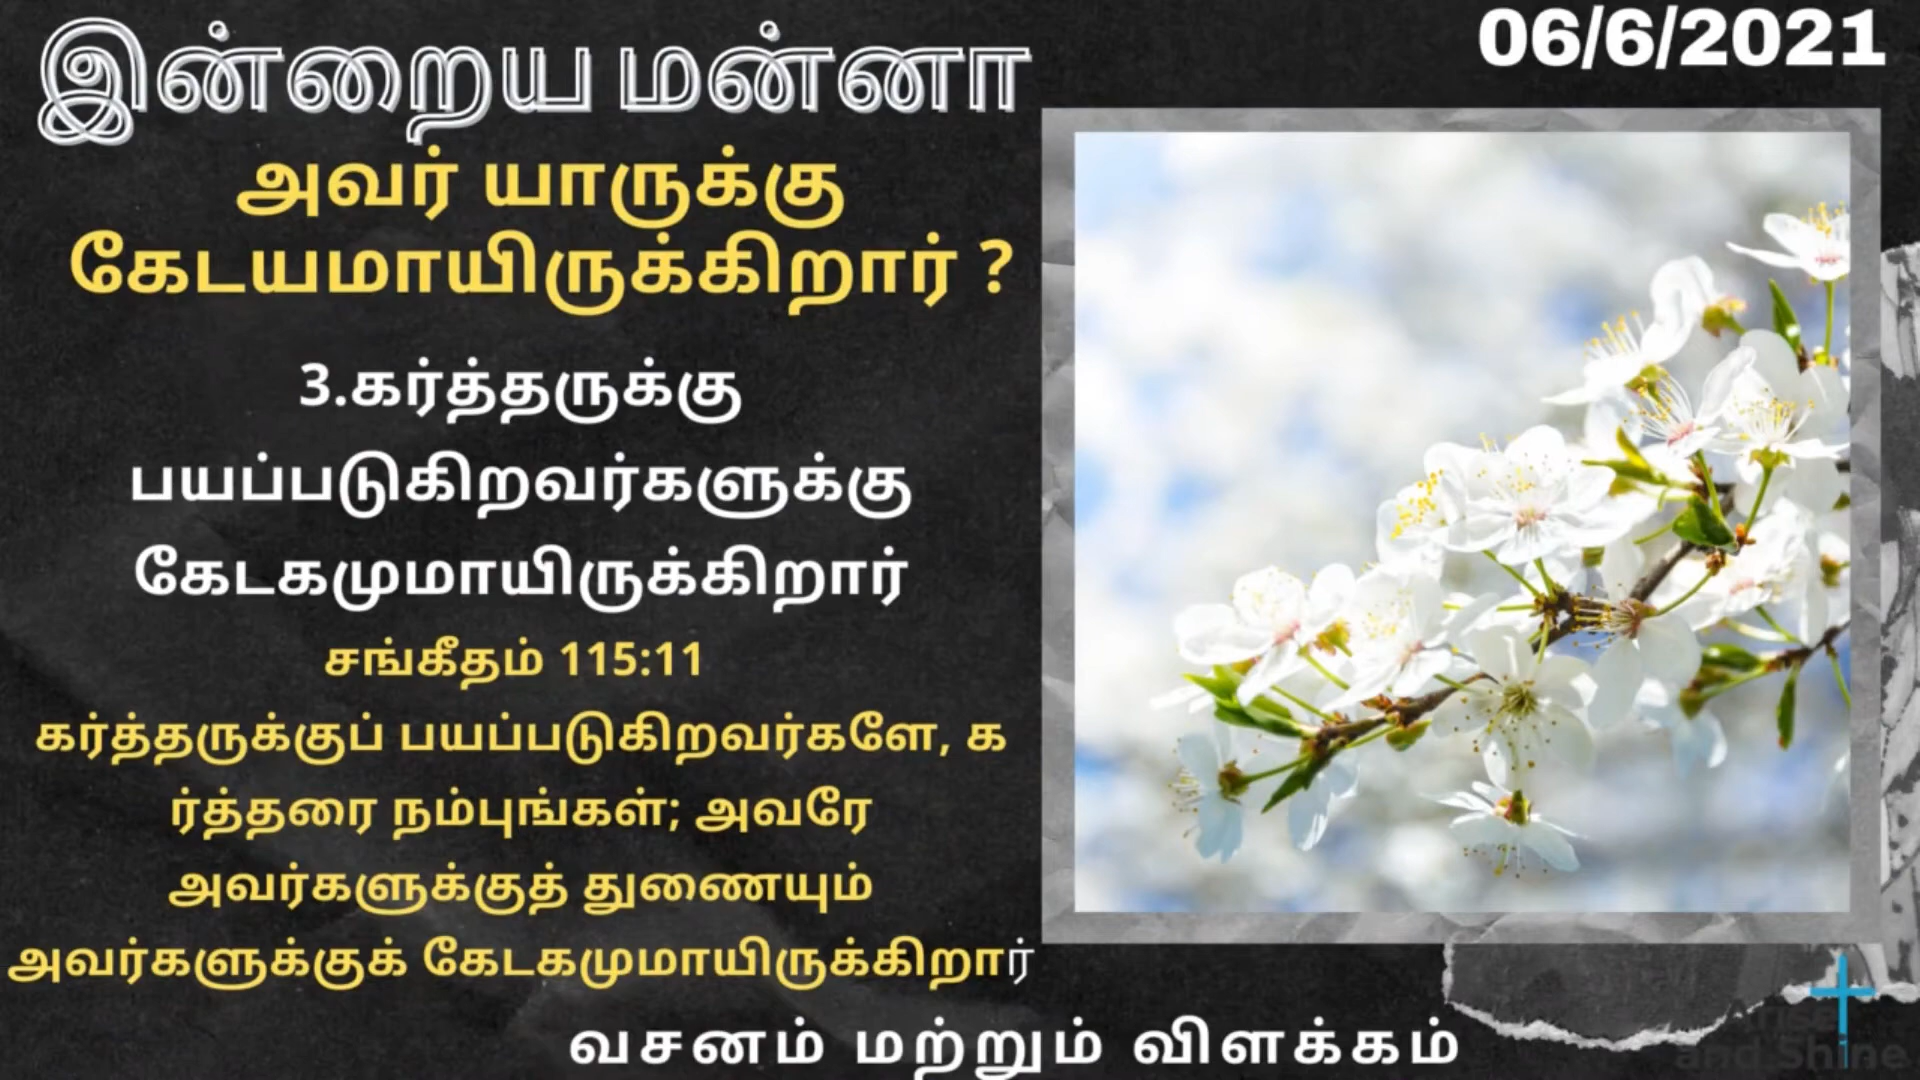 இன்றைய மன்னா
06/6/2021
அவர் யாருக்கு
கேடயமாயிருக்கிறார் ?
3.கர்த்தருக்கு
பயப்படுகிறவர்களுக்கு
கேடகமுமாயிருக்கிறார்
சங்கீதம் 115:11
கர்த்தருக்குப் பயப்படுகிறவர்களே, க
ர்த்தரை நம்புங்கள்; அவரே
அவர்களுக்குத் துணையும்
அவர்களுக்குக் கேடகமுமாயிருக்கிறார்
வசனம் மற்றும் விளக்கம்
and Shine